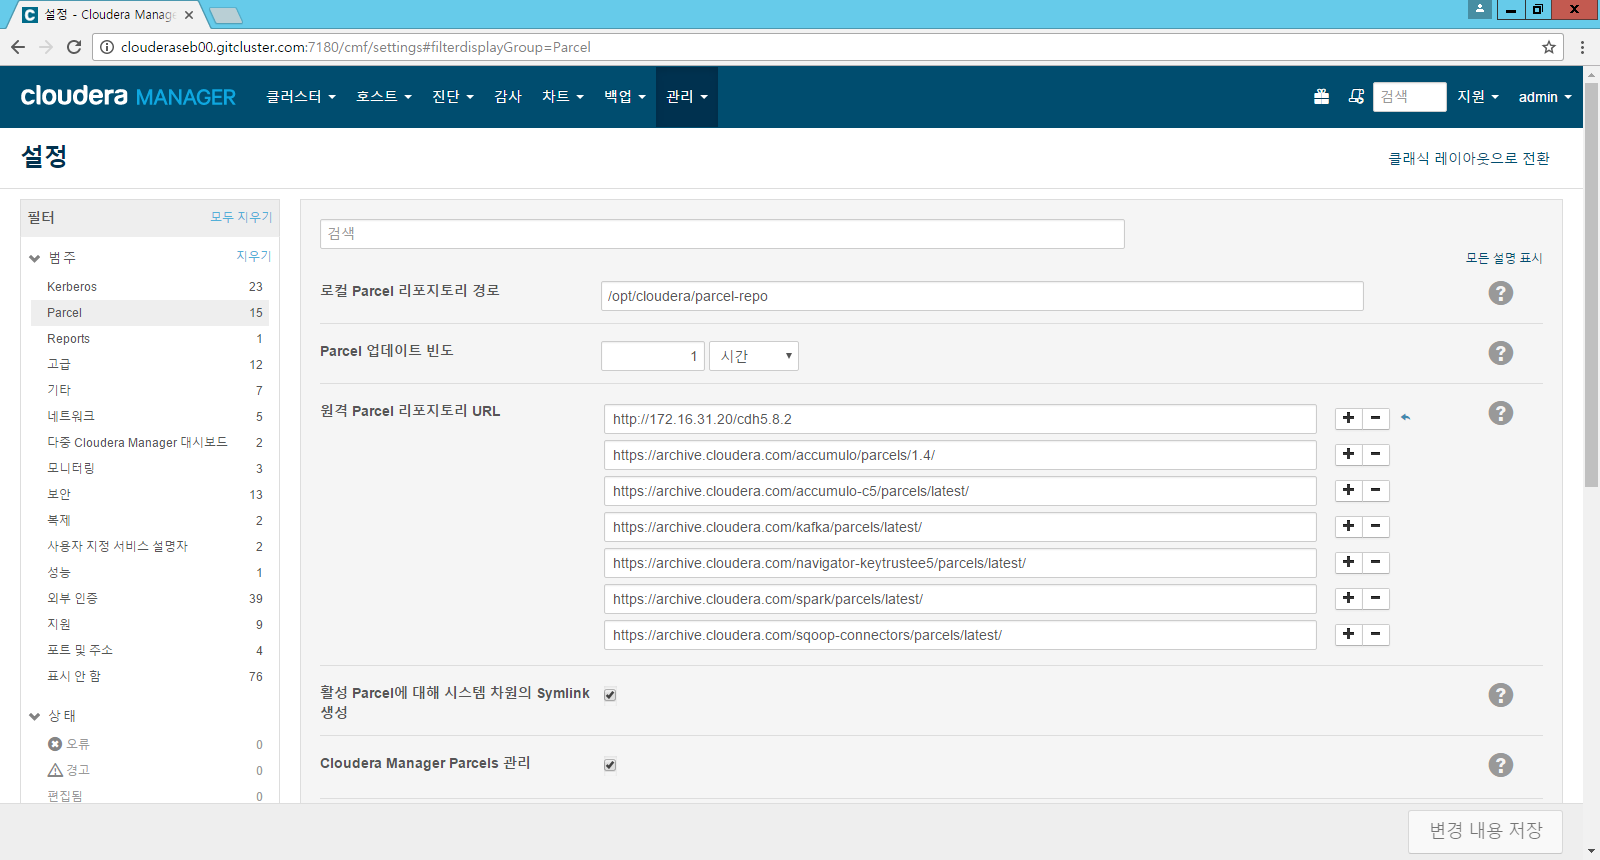 설정 - Cloudera Manag
clouderaseb00.gitcluster.com:7180/cmf/settings#filterdisplayGroup=Parcel
cloudera MANAGER 클러스터 호스트 진단 감사 차트 백업 관리 검색 지원 admin
설정
클래식 레이아웃으로 전환
필터 모두 지우기
범주 지우기
Kerberos 23
Parcel 15
Reports 1
고급 12
기타 7
네트워크 5
다중 Cloudera Manager 대시보드 2
모니터링 3
보안 13
복제 2
사용자 지정 서비스 설명자 2
성능 1
외부 인증 39
지원 9
포트 및 주소 4
표시 안 함 76
상태
오류 0
경고 0
편집됨 0
검색
모든 설명 표시
로컬 Parcel 리포지토리 경로 /opt/cloudera/parcel-repo
Parcel 업데이트 빈도 1 시간
원격 Parcel 리포지토리 URL http://172.16.31.20/cdh5.8.2
https://archive.cloudera.com/accumulo/parcels/1.4/
https://archive.cloudera.com/accumulo-c5/parcels/latest/
https://archive.cloudera.com/kafka/parcels/latest/
https://archive.cloudera.com/navigator-keytrustee5/parcels/latest/
https://archive.cloudera.com/spark/parcels/latest/
https://archive.cloudera.com/sqoop-connectors/parcels/latest/
활성 Parcel에 대해 시스템 차원의 Symlink
생성
Cloudera Manager Parcels 관리
변경 내용 저장